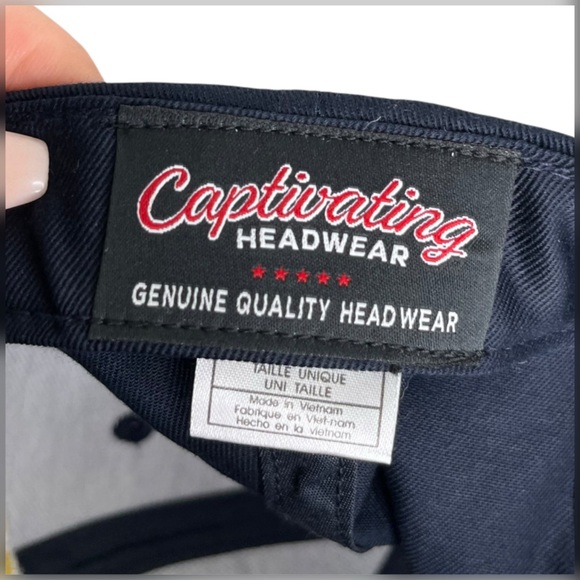 Captivating
HEADWEAR
★★★★★
GENUINE QUALITY HEADWEAR
TAILLE UNIQUE
UNI TAILLE
Made in Vietnam
Fabriqué en Viet-nam
Hecho en la vietnam